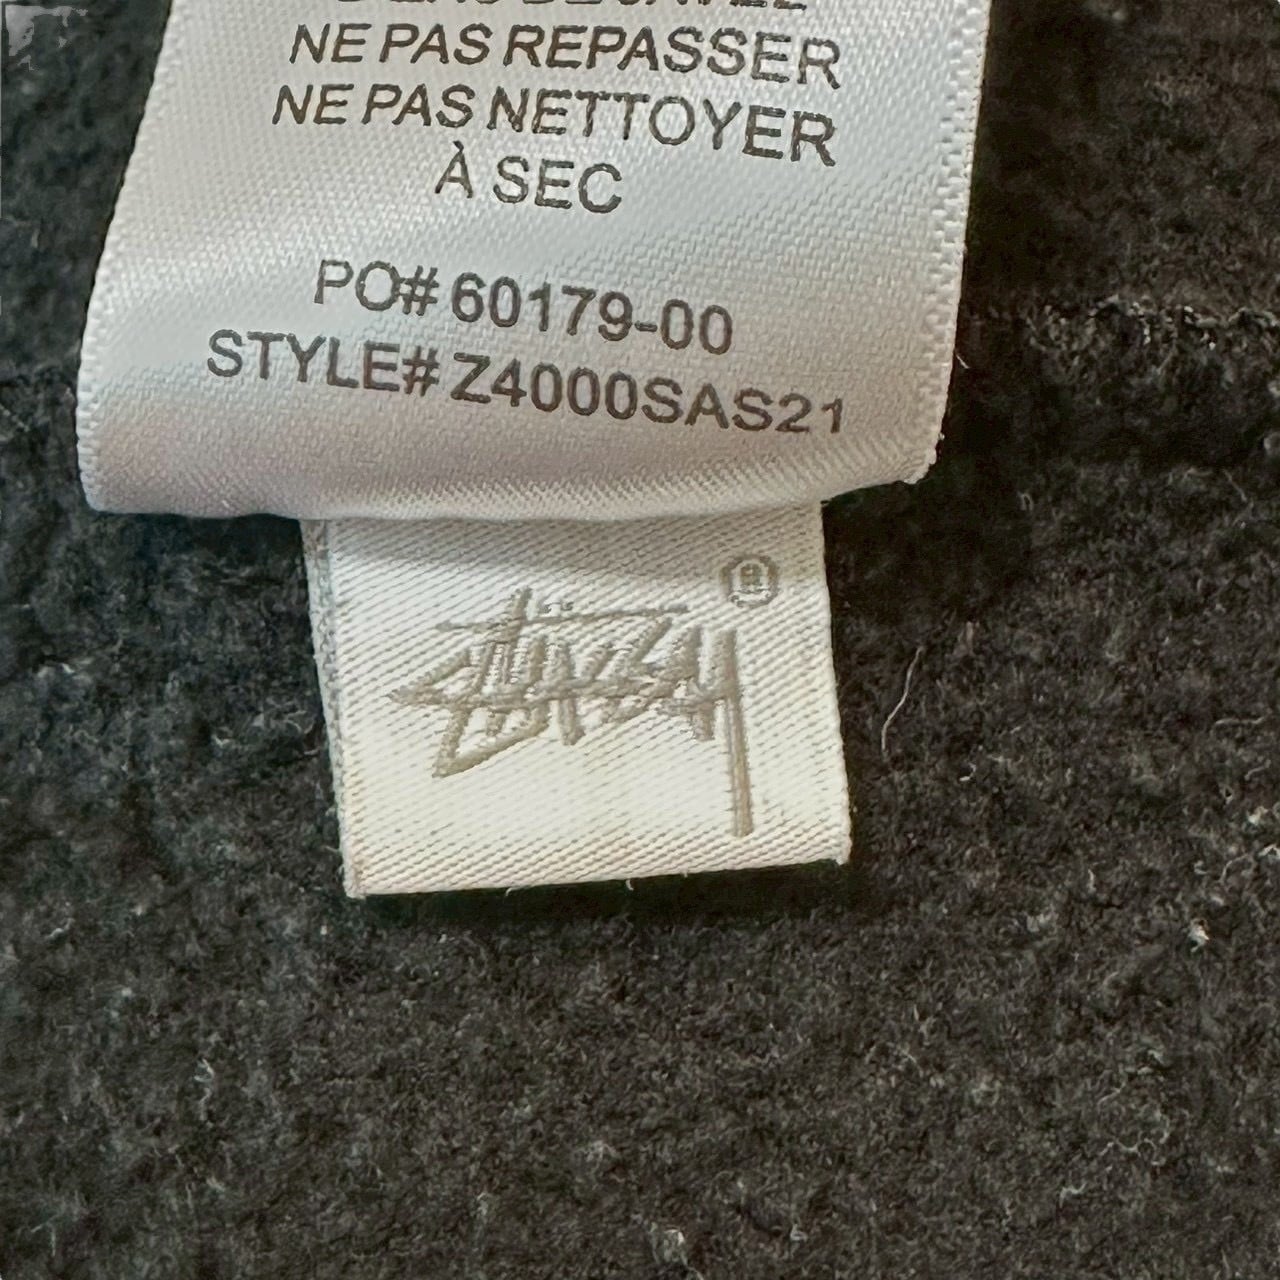 NE PAS REPASSER
NE PAS NETTOYER
À SEC
PO# 60179-00
STYLE# Z4000SAS21
Stüssy ®